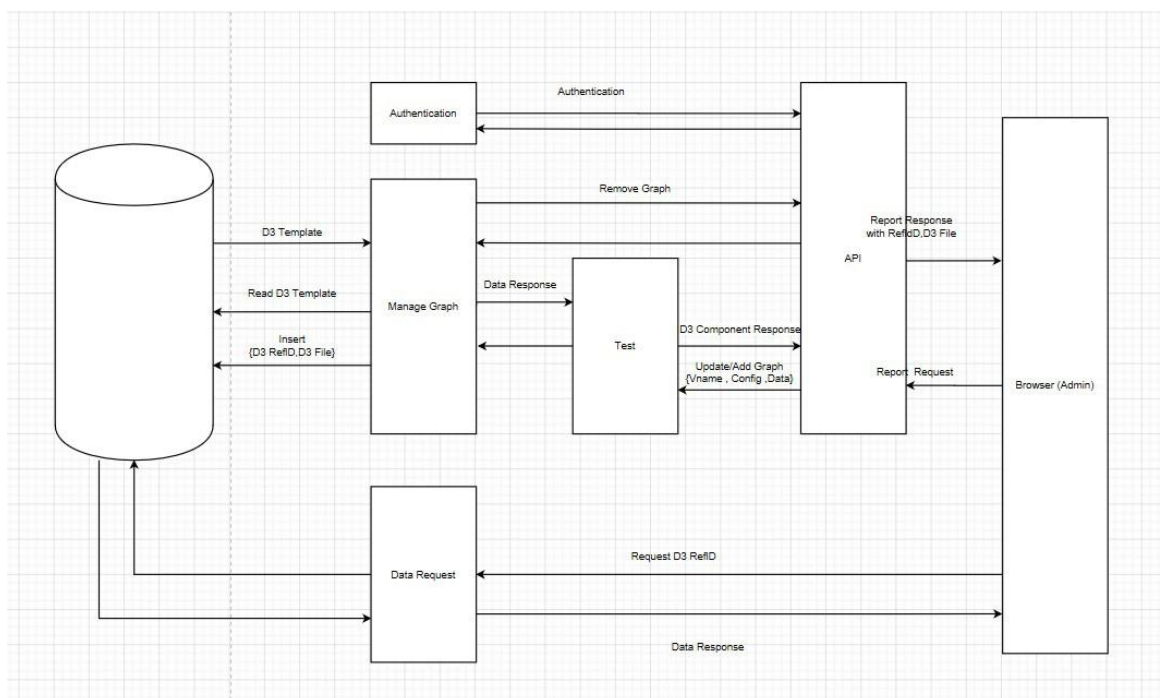 Authentication
Authentication
Remove Graph
Report Response
with RefIdD,D3 File
D3 Template
API
Data Response
Read D3 Template
Manage Graph
D3 Component Response
Test
Insert
{D3 RefID,D3 File}
Update/Add Graph
{Vname , Config ,Data}
Report Request
Browser (Admin)
Request D3 RefID
Data Request
Data Response